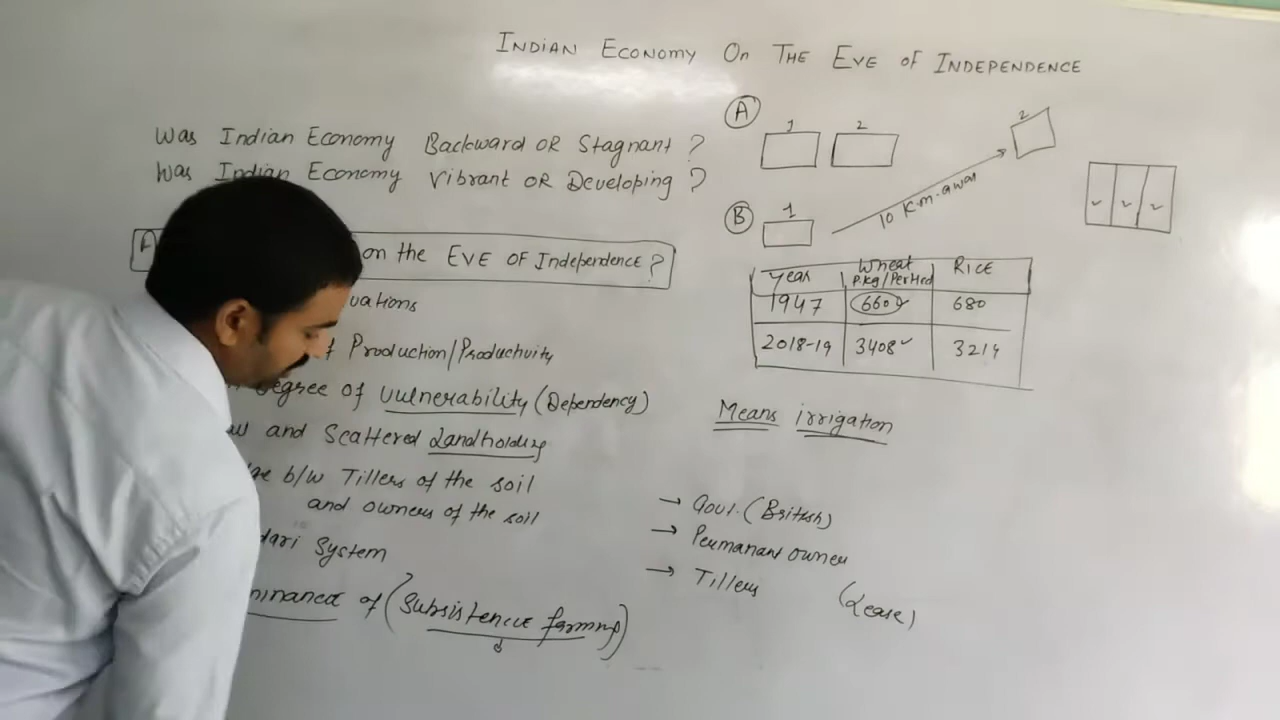 INDIAN ECONOMY ON THE EVE OF INDEPENDENCE
Was Indian Economy Backward OR Stagnant ?
Was Indian Economy Vibrant OR Developing ?
on the EVE OF Independence ?
uations
Production/Productivity
Degree of Vulnerability (Dependency)
and Scattered Landholding
b/w Tillers of the soil
and owners of the soil
dari System
of (Subsistence farming)
A
1 2
B
1
10 K.m. away
2
Year Wheat RICE
1947 660 680
2018-19 3408 3214
Means irrigation
→ Govt. (British)
→ Permanant owner
→ Tillers (Lease)